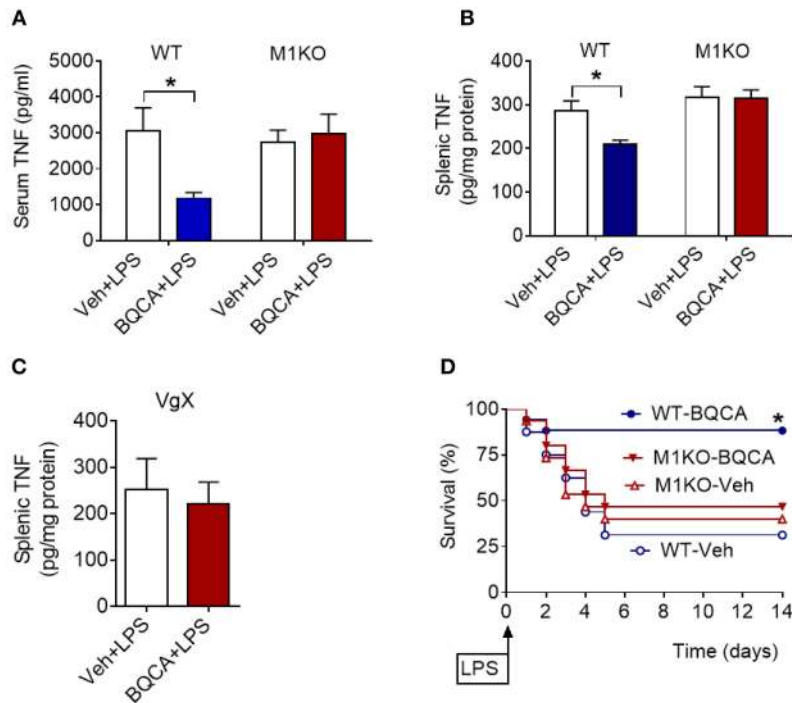 A
WT M1KO
*
Serum TNF (pg/ml)
5000
4000
3000
2000
1000
0
Veh+LPS
BQCA+LPS
Veh+LPS
BQCA+LPS
B
WT M1KO
*
Splenic TNF
(pg/mg protein)
400
300
200
100
0
Veh+LPS
BQCA+LPS
Veh+LPS
BQCA+LPS
C
VgX
Splenic TNF
(pg/mg protein)
400
300
200
100
0
Veh+LPS
BQCA+LPS
D
Survival (%)
100
75
50
25
WT-BQCA
*
M1KO-BQCA
M1KO-Veh
WT-Veh
0 2 4 6 8 10 12 14
Time (days)
LPS